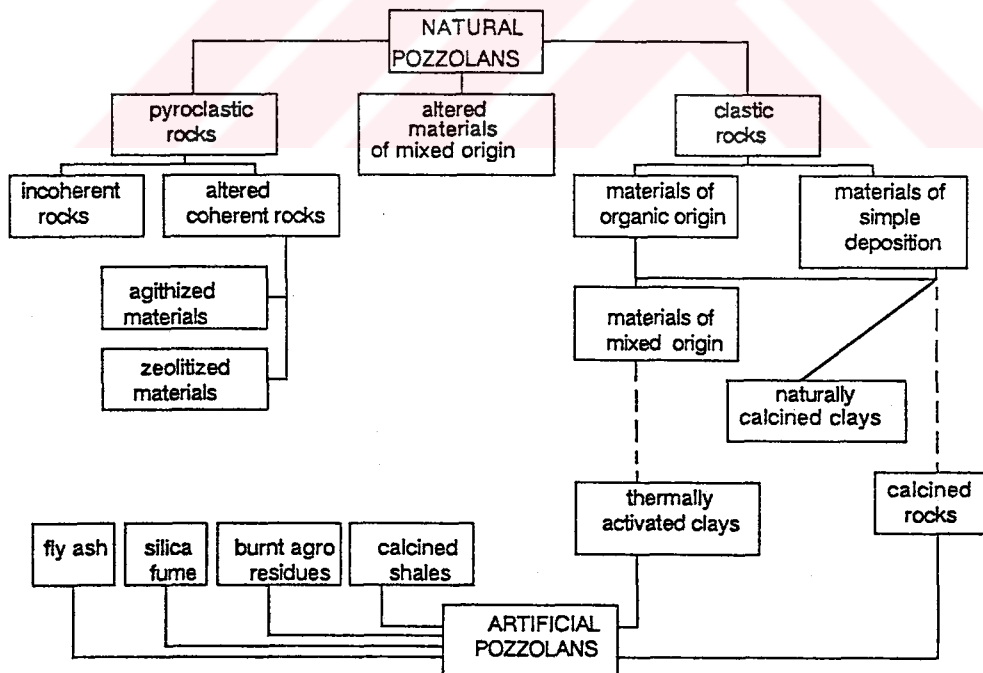 NATURAL
POZZOLANS
pyroclastic
rocks
altered
materials
of mixed origin
clastic
rocks
incoherent
rocks
altered
coherent rocks
materials of
organic origin
materials of
simple
deposition
agithized
materials
materials of
mixed origin
zeolitized
materials
naturally
calcined clays
thermally
activated clays
calcined
rocks
fly ash
silica
fume
burnt agro
residues
calcined
shales
ARTIFICIAL
POZZOLANS